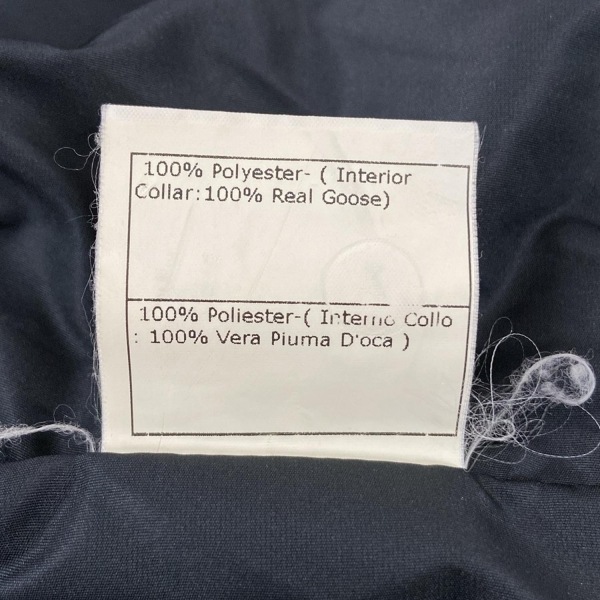 100% Polyester- ( Interior
Collar:100% Real Goose)
100% Poliester-( Interno Collo
: 100% Vera Piuma D'oca )